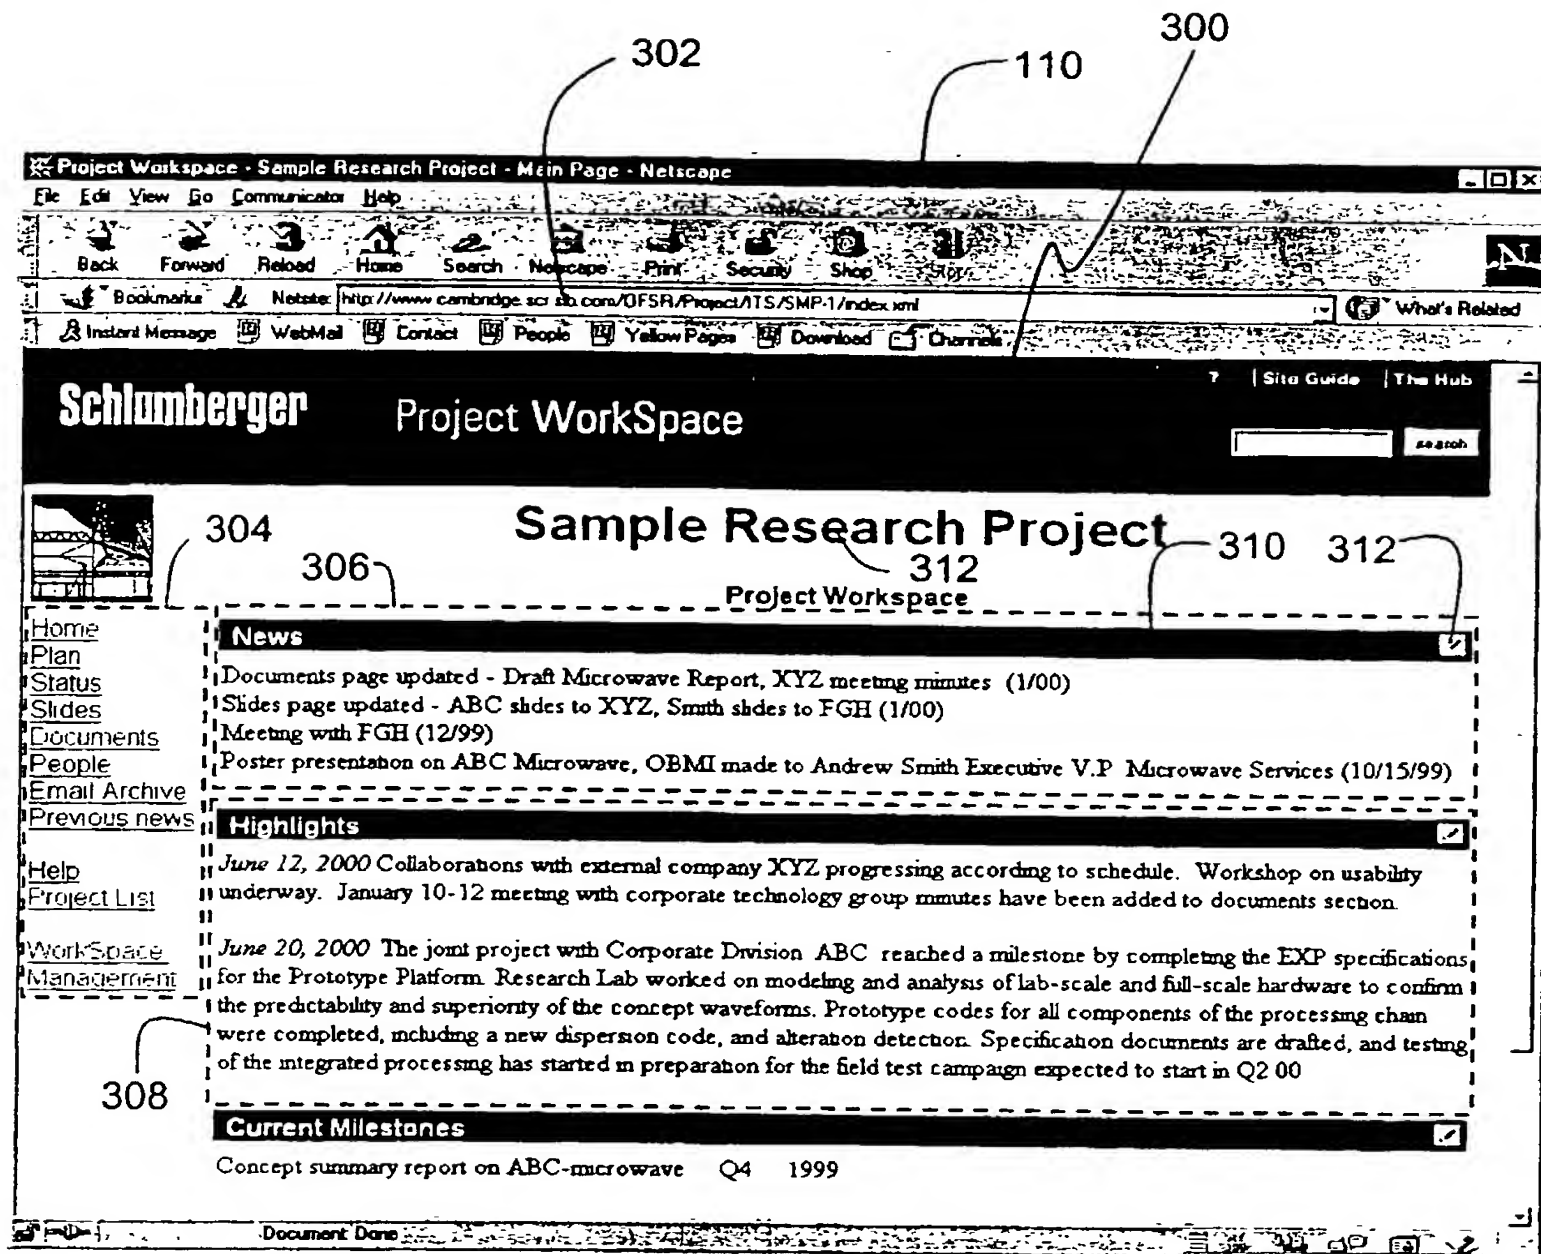 300
302
110
Project Workspace - Sample Research Project - Main Page - Netscape
File Edit View Go Communicator Help
Back Forward Reload Home Search Netscape Print Security Shop Stop
Bookmarks Netsite: http://www.cambridge.scr.slb.com/OFSR/Project/ITS/SMP-1/index.xml What's Related
Instant Message WebMail Contact People Yellow Pages Download Channels
? | Site Guide | The Hub
Schlumberger Project WorkSpace
search
Sample Research Project
304
306
312
310
312
Project Workspace
Home
Plan
Status
Slides
Documents
People
Email Archive
Previous news
Help
Project List
WorkSpace
Management
News
Documents page updated - Draft Microwave Report, XYZ meeting minutes (1/00)
Slides page updated - ABC slides to XYZ, Smith slides to FGH (1/00)
Meeting with FGH (12/99)
Poster presentation on ABC Microwave, OBMI made to Andrew Smith Executive V.P Microwave Services (10/15/99)
Highlights
June 12, 2000 Collaborations with external company XYZ progressing according to schedule. Workshop on usability
underway. January 10-12 meeting with corporate technology group minutes have been added to documents section.
June 20, 2000 The joint project with Corporate Division ABC reached a milestone by completing the EXP specifications
for the Prototype Platform. Research Lab worked on modeling and analysis of lab-scale and full-scale hardware to confirm
the predictability and superiority of the concept waveforms. Prototype codes for all components of the processing chain
were completed, including a new dispersion code, and alteration detection. Specification documents are drafted, and testing
of the integrated processing has started in preparation for the field test campaign expected to start in Q2 00
308
Current Milestones
Concept summary report on ABC-microwave Q4 1999
Document Done